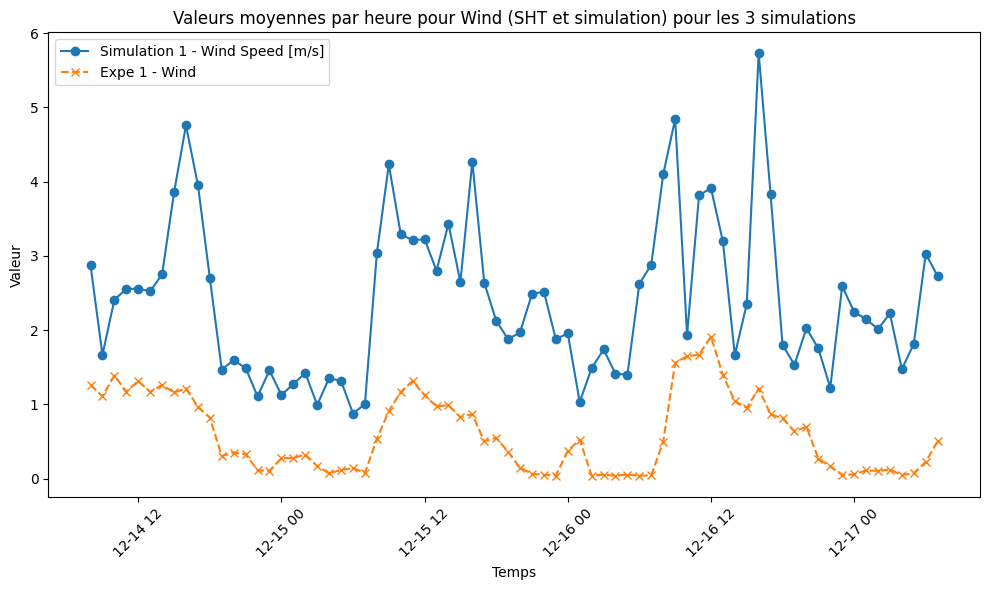 Valeurs moyennes par heure pour Wind (SHT et simulation) pour les 3 simulations
Simulation 1 - Wind Speed [m/s]
Expe 1 - Wind
Valeur
6
5
4
3
2
1
0
12-14 12
12-15 00
12-15 12
12-16 00
12-16 12
12-17 00
Temps